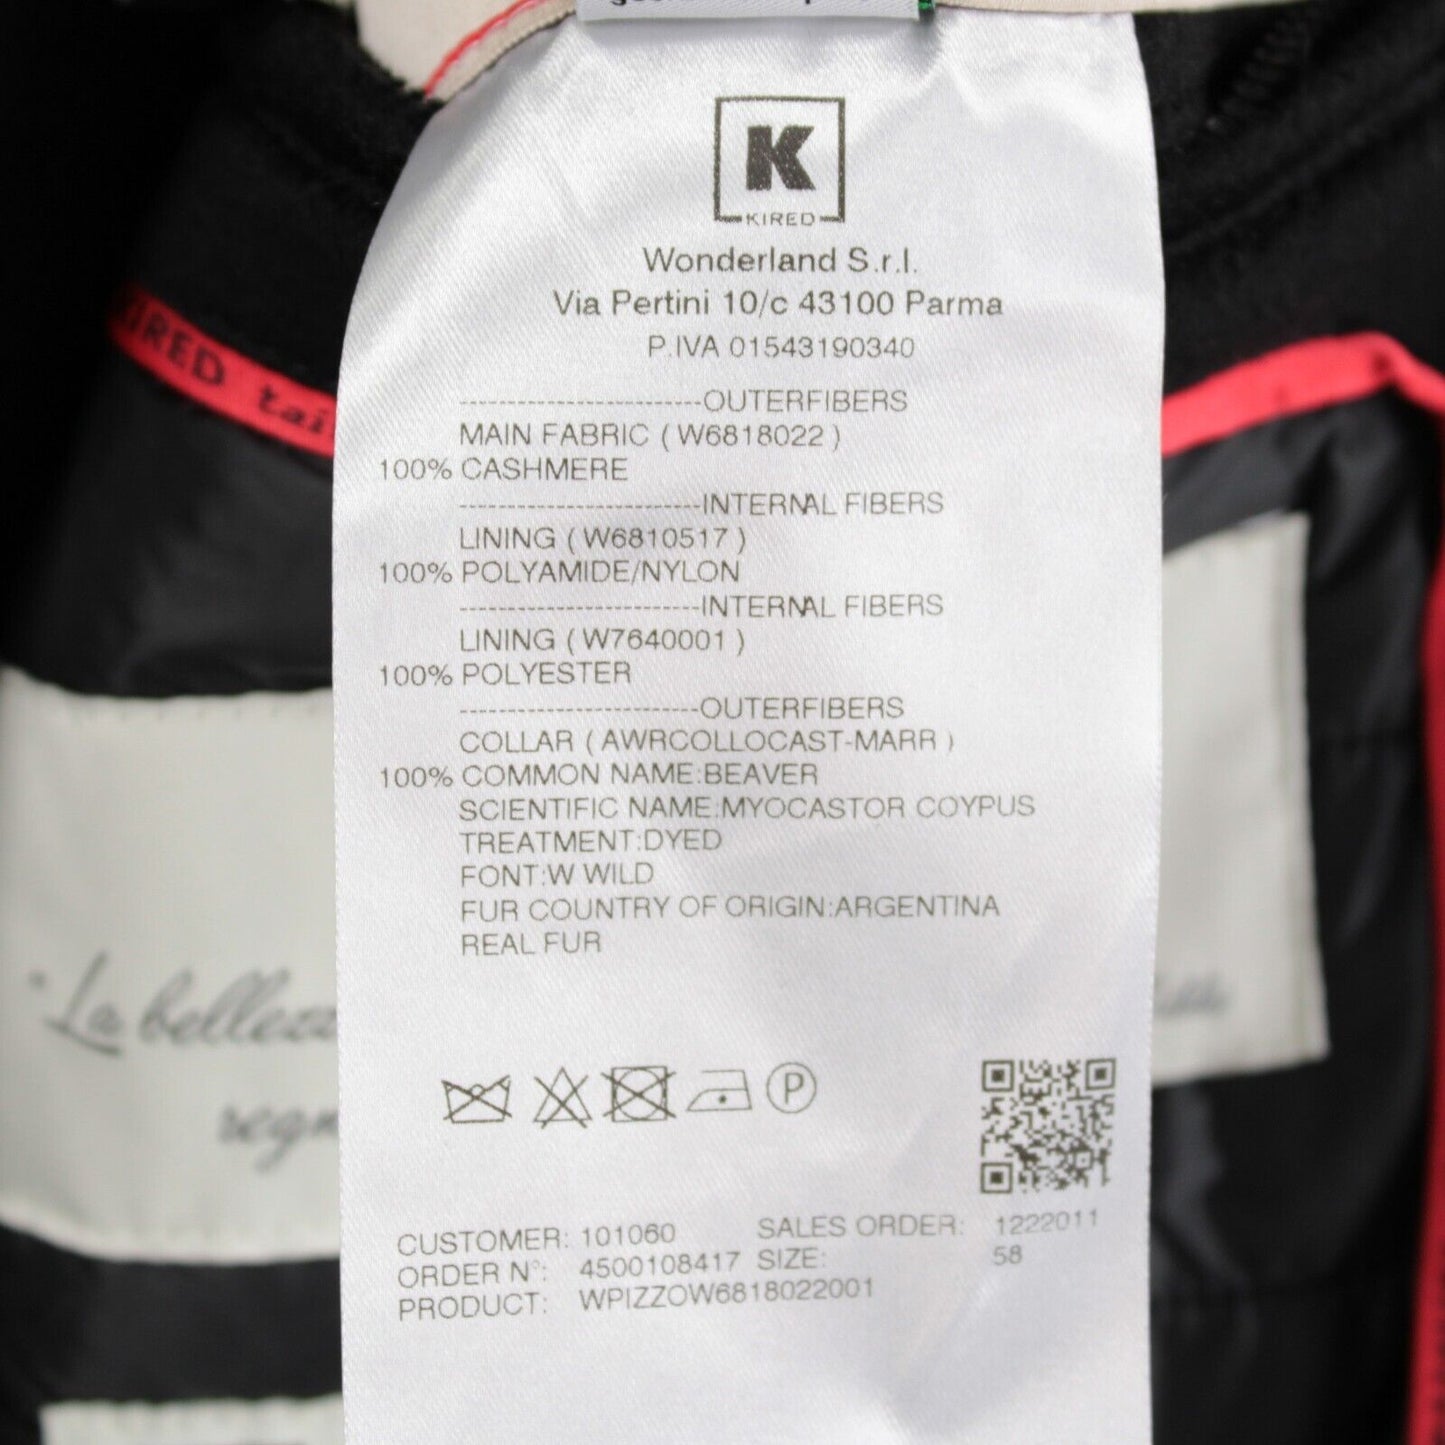 K
KIRED
Wonderland S.r.l.
Via Pertini 10/c 43100 Parma
P.IVA 01543190340
------------------------OUTERFIBERS
MAIN FABRIC ( W6818022 )
100% CASHMERE
------------------------INTERNAL FIBERS
LINING ( W6810517 )
100% POLYAMIDE/NYLON
------------------------INTERNAL FIBERS
LINING ( W7640001 )
100% POLYESTER
------------------------OUTERFIBERS
COLLAR ( AWRCOLLOCAST-MARR )
100% COMMON NAME:BEAVER
SCIENTIFIC NAME:MYOCASTOR COYPUS
TREATMENT:DYED
FONT:W WILD
FUR COUNTRY OF ORIGIN:ARGENTINA
REAL FUR
P
CUSTOMER: 101060 SALES ORDER: 1222011
ORDER N°: 4500108417 SIZE: 58
PRODUCT: WPIZZOW6818022001
KIRED tai
"La bellezz
regn